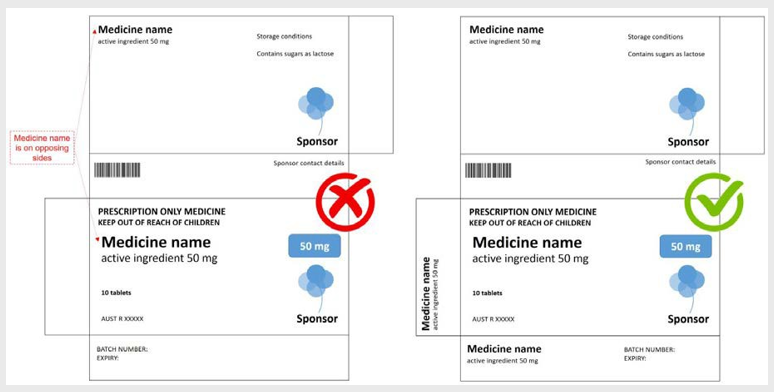 Medicine name
active ingredient 50 mg
Storage conditions
Contains sugars as lactose
Sponsor
Medicine name
is on opposing
sides
Sponsor contact details
PRESCRIPTION ONLY MEDICINE
KEEP OUT OF REACH OF CHILDREN
Medicine name
50 mg
active ingredient 50 mg
10 tablets
AUST R XXXXX
Sponsor
BATCH NUMBER:
EXPIRY:
Medicine name
active ingredient 50 mg
Storage conditions
Contains sugars as lactose
Sponsor
Sponsor contact details
PRESCRIPTION ONLY MEDICINE
KEEP OUT OF REACH OF CHILDREN
Medicine name
50 mg
active ingredient 50 mg
Medicine name
active ingredient 50 mg
10 tablets
AUST R XXXXX
Sponsor
Medicine name
active ingredient 50 mg
BATCH NUMBER:
EXPIRY: